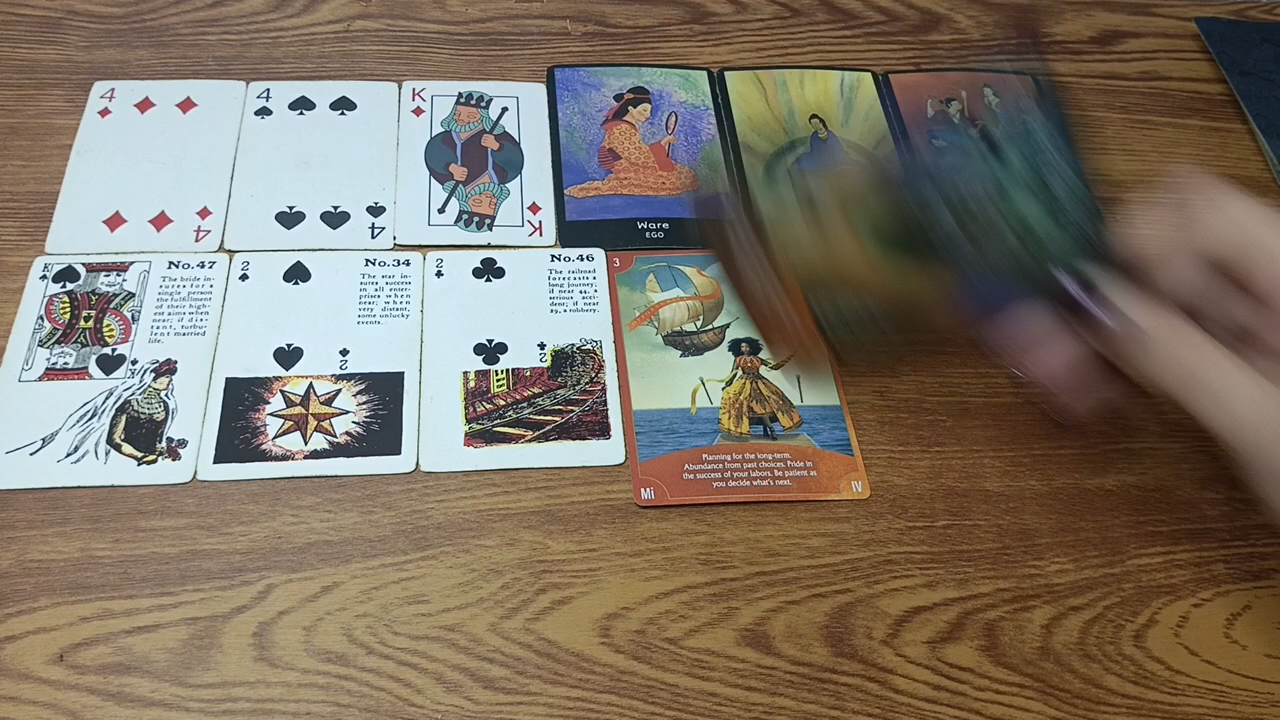 4
4
4
4
K
K
Ware
EGO
K
No.47
The bride in-
sures for a
single person
the fulfillment
of their high-
est aims when
near; if dis-
tant, turbu-
lent married
life.
2
No.34
The star in-
sures success
in all enter-
prises when
near; when
very distant,
some unlucky
events.
2
2
No.46
The railroad
forecasts a
long journey;
if near 44, a
serious acci-
dent; if near
29, a robbery.
2
3
Planning for the long-term.
Abundance from past choices. Pride in
the success of your labors. Be patient as
you decide what's next.
Mi
IV